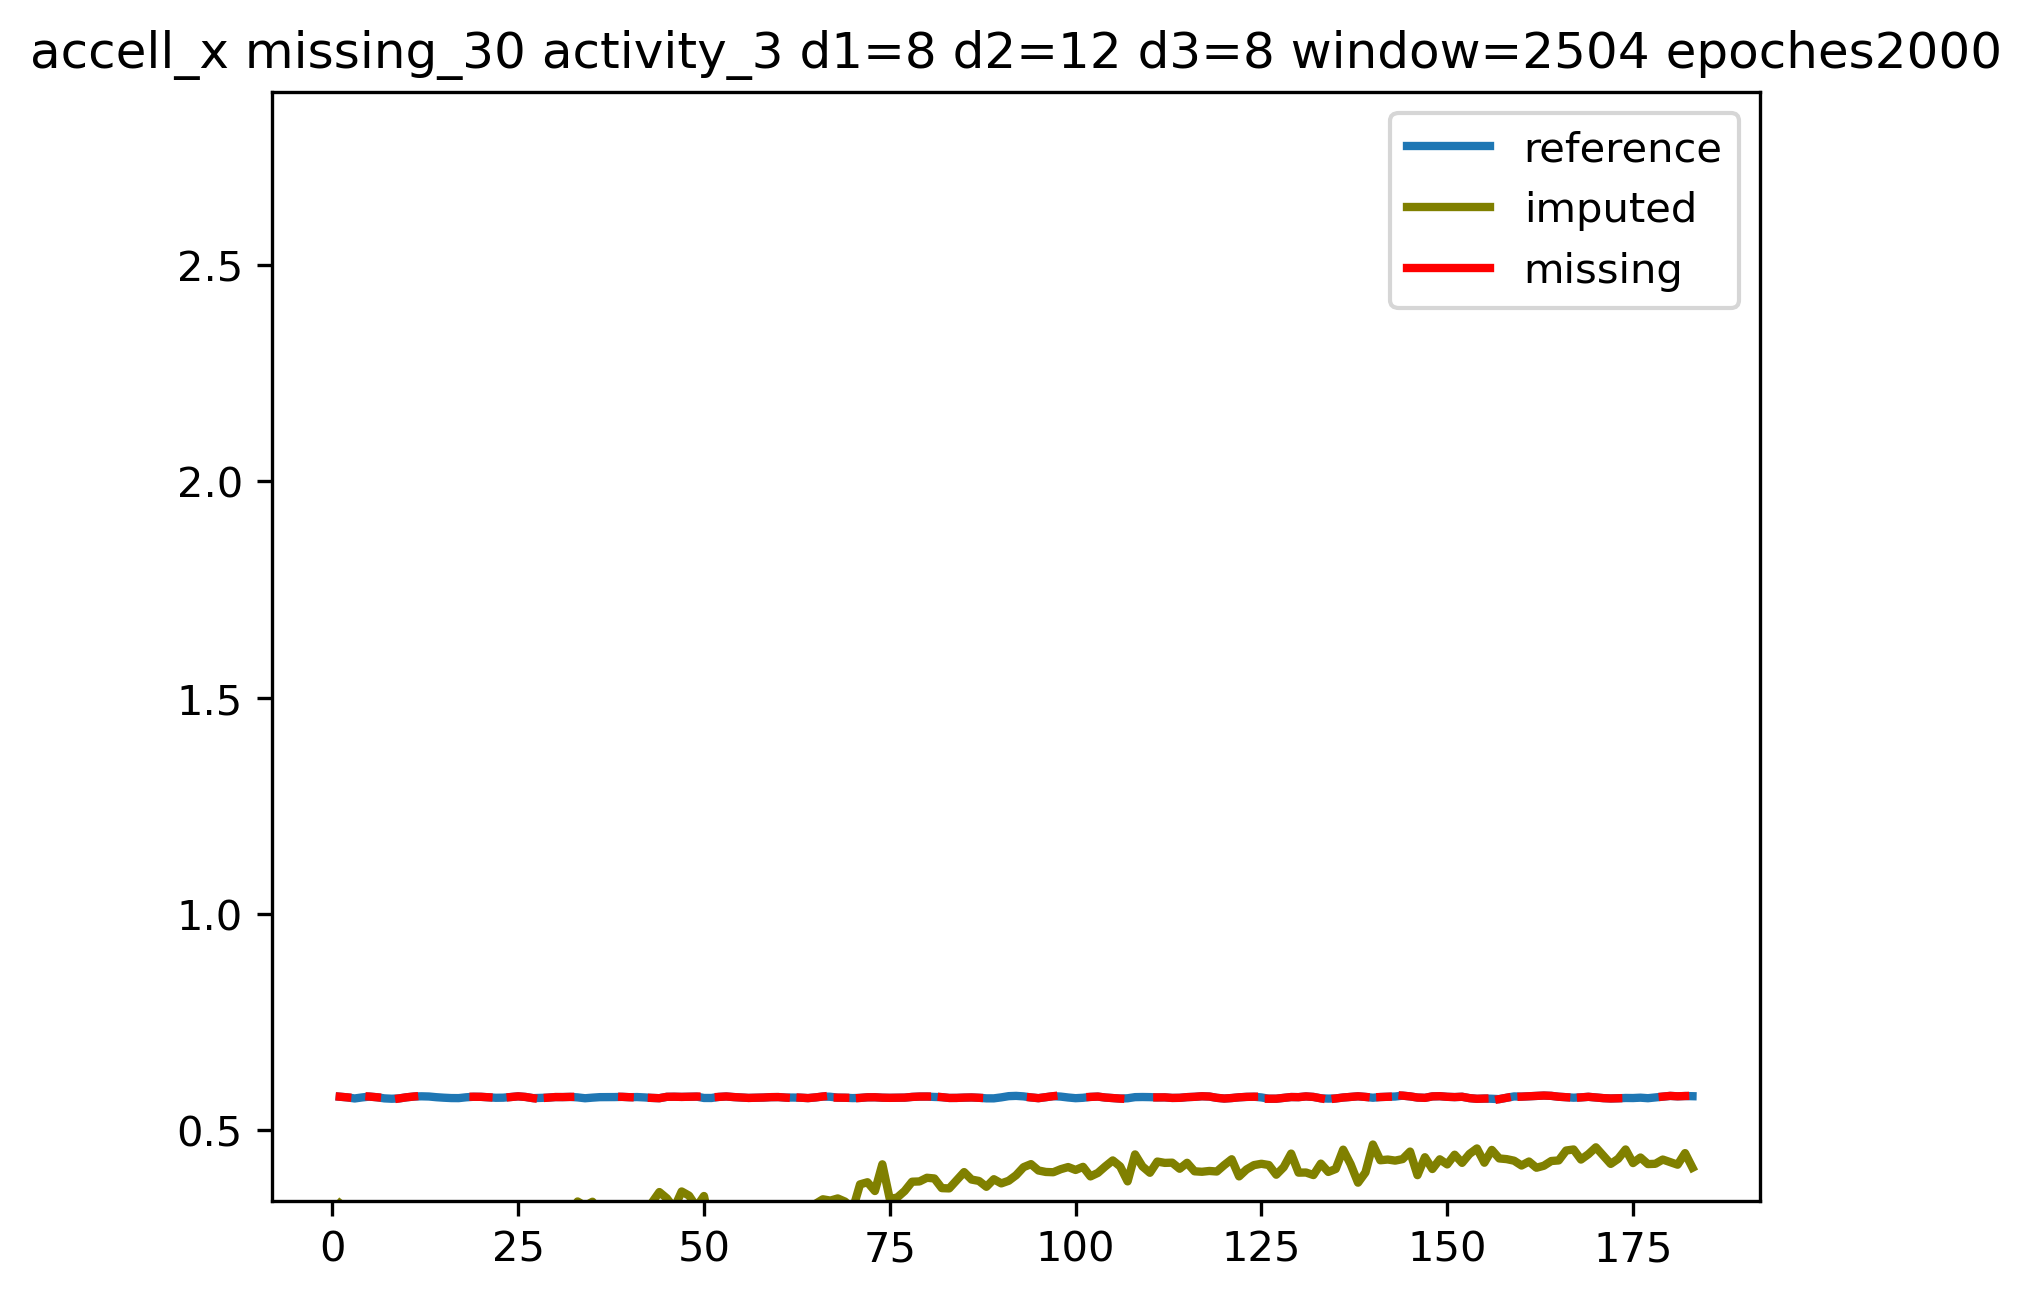 accell_x missing_30 activity_3 d1=8 d2=12 d3=8 window=2504 epoches2000
reference
imputed
missing
2.5
2.0
1.5
1.0
0.5
0 25 50 75 100 125 150 175